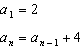 a₁ = 2
aₙ = aₙ₋₁ + 4